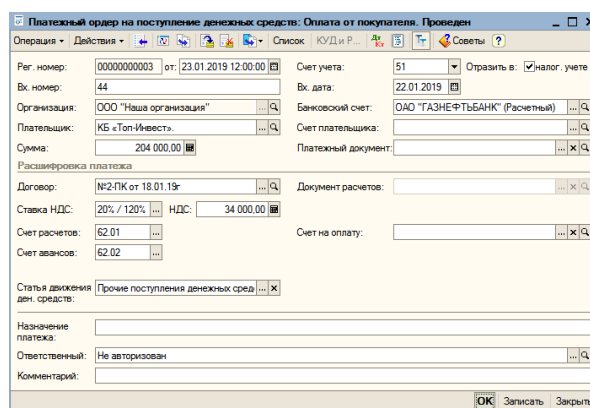 Платежный ордер на поступление денежных средств: Оплата от покупателя. Проведен
Операция Действия Список КУДиР... Дт Кт Советы ?
Рег. номер: 00000000003 от: 23.01.2019 12:00:00 Счет учета: 51 Отразить в: налог. учете
Вх. номер: 44 Вх. дата: 22.01.2019
Организация: ООО "Наша организация" ... Банковский счет: ОАО "ГАЗНЕФТЬБАНК" (Расчетный) ...
Плательщик: КБ «Топ-Инвест». ... Счет плательщика: ...
Сумма: 204 000,00 Платежный документ: ...
Расшифровка платежа
Договор: №2-ПК от 18.01.19г ... Документ расчетов: ...
Ставка НДС: 20% / 120% ... НДС: 34 000,00
Счет расчетов: 62.01 ... Счет на оплату: ...
Счет авансов: 62.02 ...
Статья движения Прочие поступления денежных сред ...
ден. средств:
Назначение
платежа:
Ответственный: Не авторизован ...
Комментарий:
OK Записать Закрыть